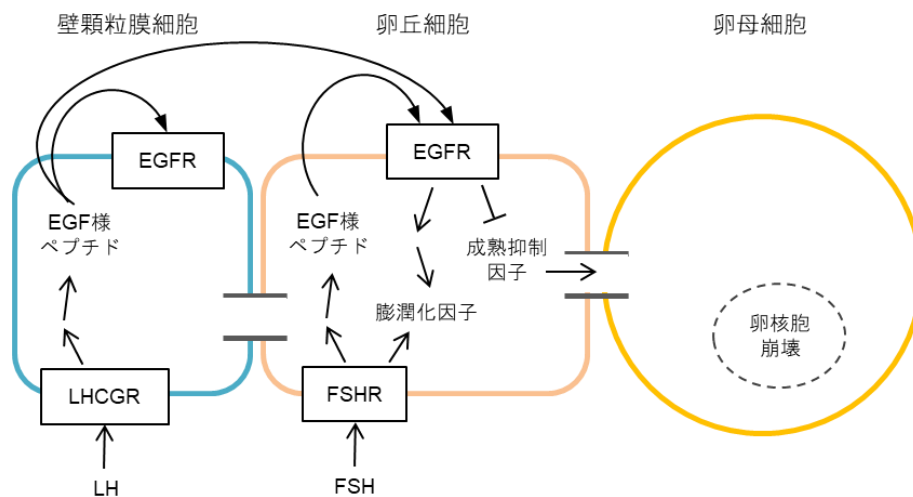 壁顆粒膜細胞
卵丘細胞
卵母細胞
EGFR
EGFR
EGF様
ペプチド
EGF様
ペプチド
成熟抑制
因子
膨潤化因子
卵核胞
崩壊
LHCGR
FSHR
LH
FSH